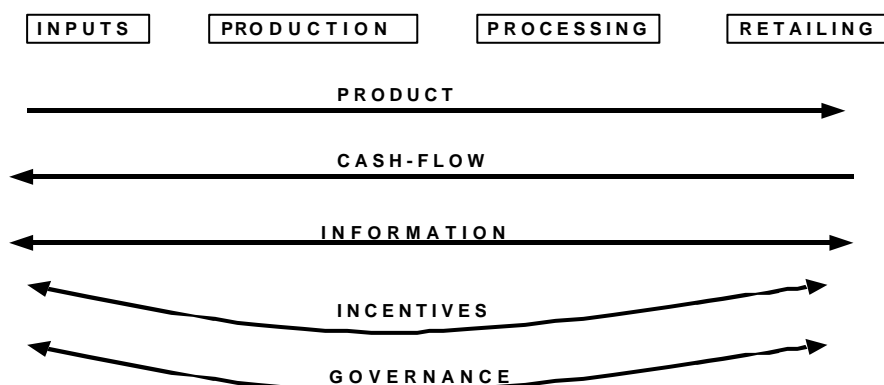 INPUTS PRODUCTION PROCESSING RETAILING
PRODUCT
CASH-FLOW
INFORMATION
INCENTIVES
GOVERNANCE